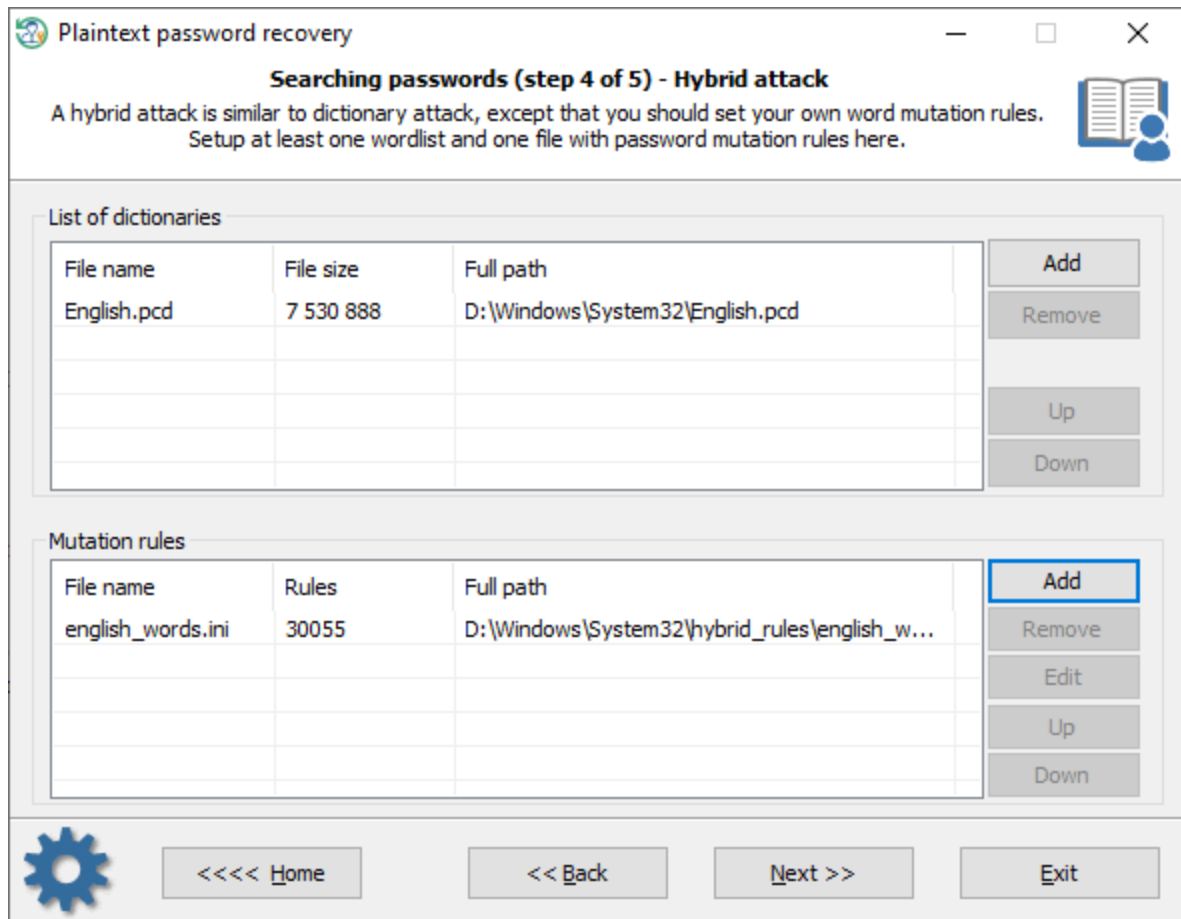 Plaintext password recovery
Searching passwords (step 4 of 5) - Hybrid attack
A hybrid attack is similar to dictionary attack, except that you should set your own word mutation rules.
Setup at least one wordlist and one file with password mutation rules here.
List of dictionaries
File name File size Full path
English.pcd 7 530 888 D:\Windows\System32\English.pcd
Add
Remove
Up
Down
Mutation rules
File name Rules Full path
english_words.ini 30055 D:\Windows\System32\hybrid_rules\english_w...
Add
Remove
Edit
Up
Down
<<<< Home << Back Next >> Exit